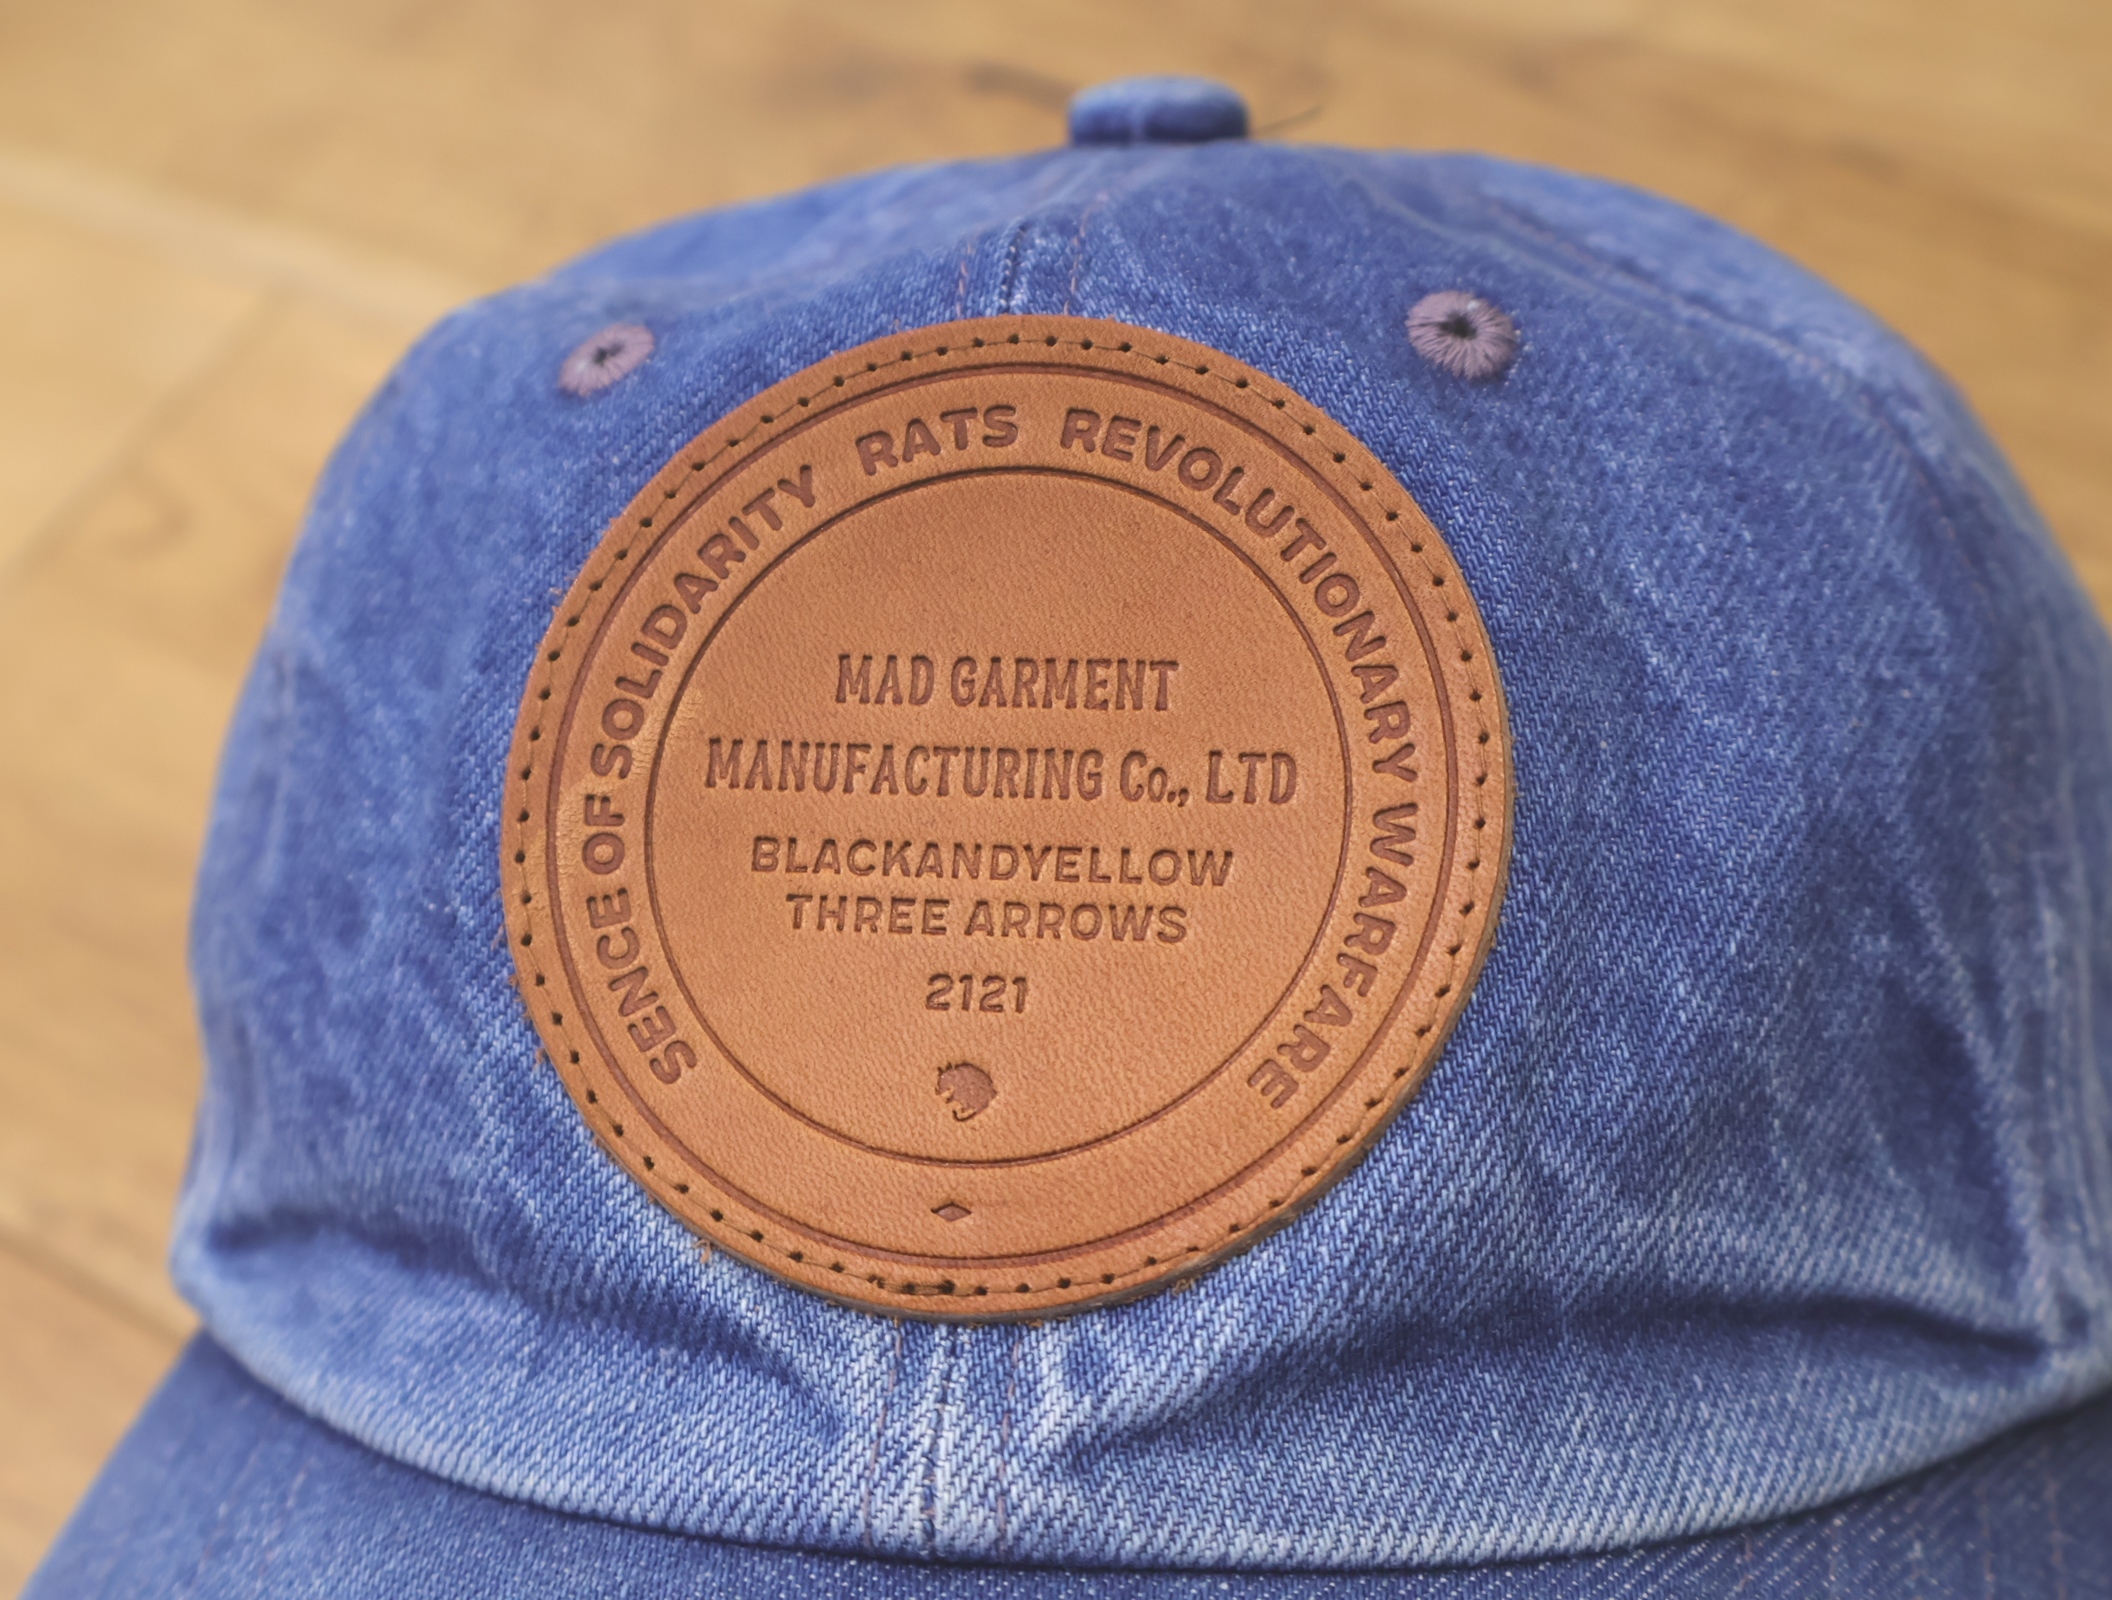 SENCE OF SOLIDARITY RATS REVOLUTIONARY WARFARE
MAD GARMENT
MANUFACTURING Co., LTD
BLACKANDYELLOW
THREE ARROWS
2121